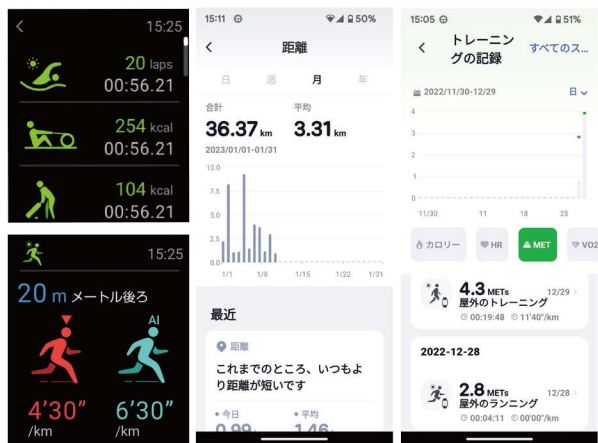 15:25
20 laps
00:56.21
254 kcal
00:56.21
104 kcal
00:56.21
15:25
20 m メートル後ろ
AI
4'30"
/km
6'30"
/km
15:11
50%
距離
日 週 月 年
合計
36.37 km
2023/01/01-01/31
平均
3.31 km
10.0
7.5
5.0
2.5
0.0
1/1 1/8 1/15 1/22 1/31
最近
距離
これまでのところ、いつもよ
り距離が短いです
• 今日
0.99
• 平均
1.46
15:05
51%
トレーニン
グの記録
すべてのス...
2022/11/30-12/29
日
4
3
2
1
0
11/30 11 18 25
カロリー
HR
MET
VO2
4.3 METs
12/29
屋外のトレーニング
00:19:48 11'40"/km
2022-12-28
2.8 METs
12/28
屋外のランニング
00:04:11 00'00"/km